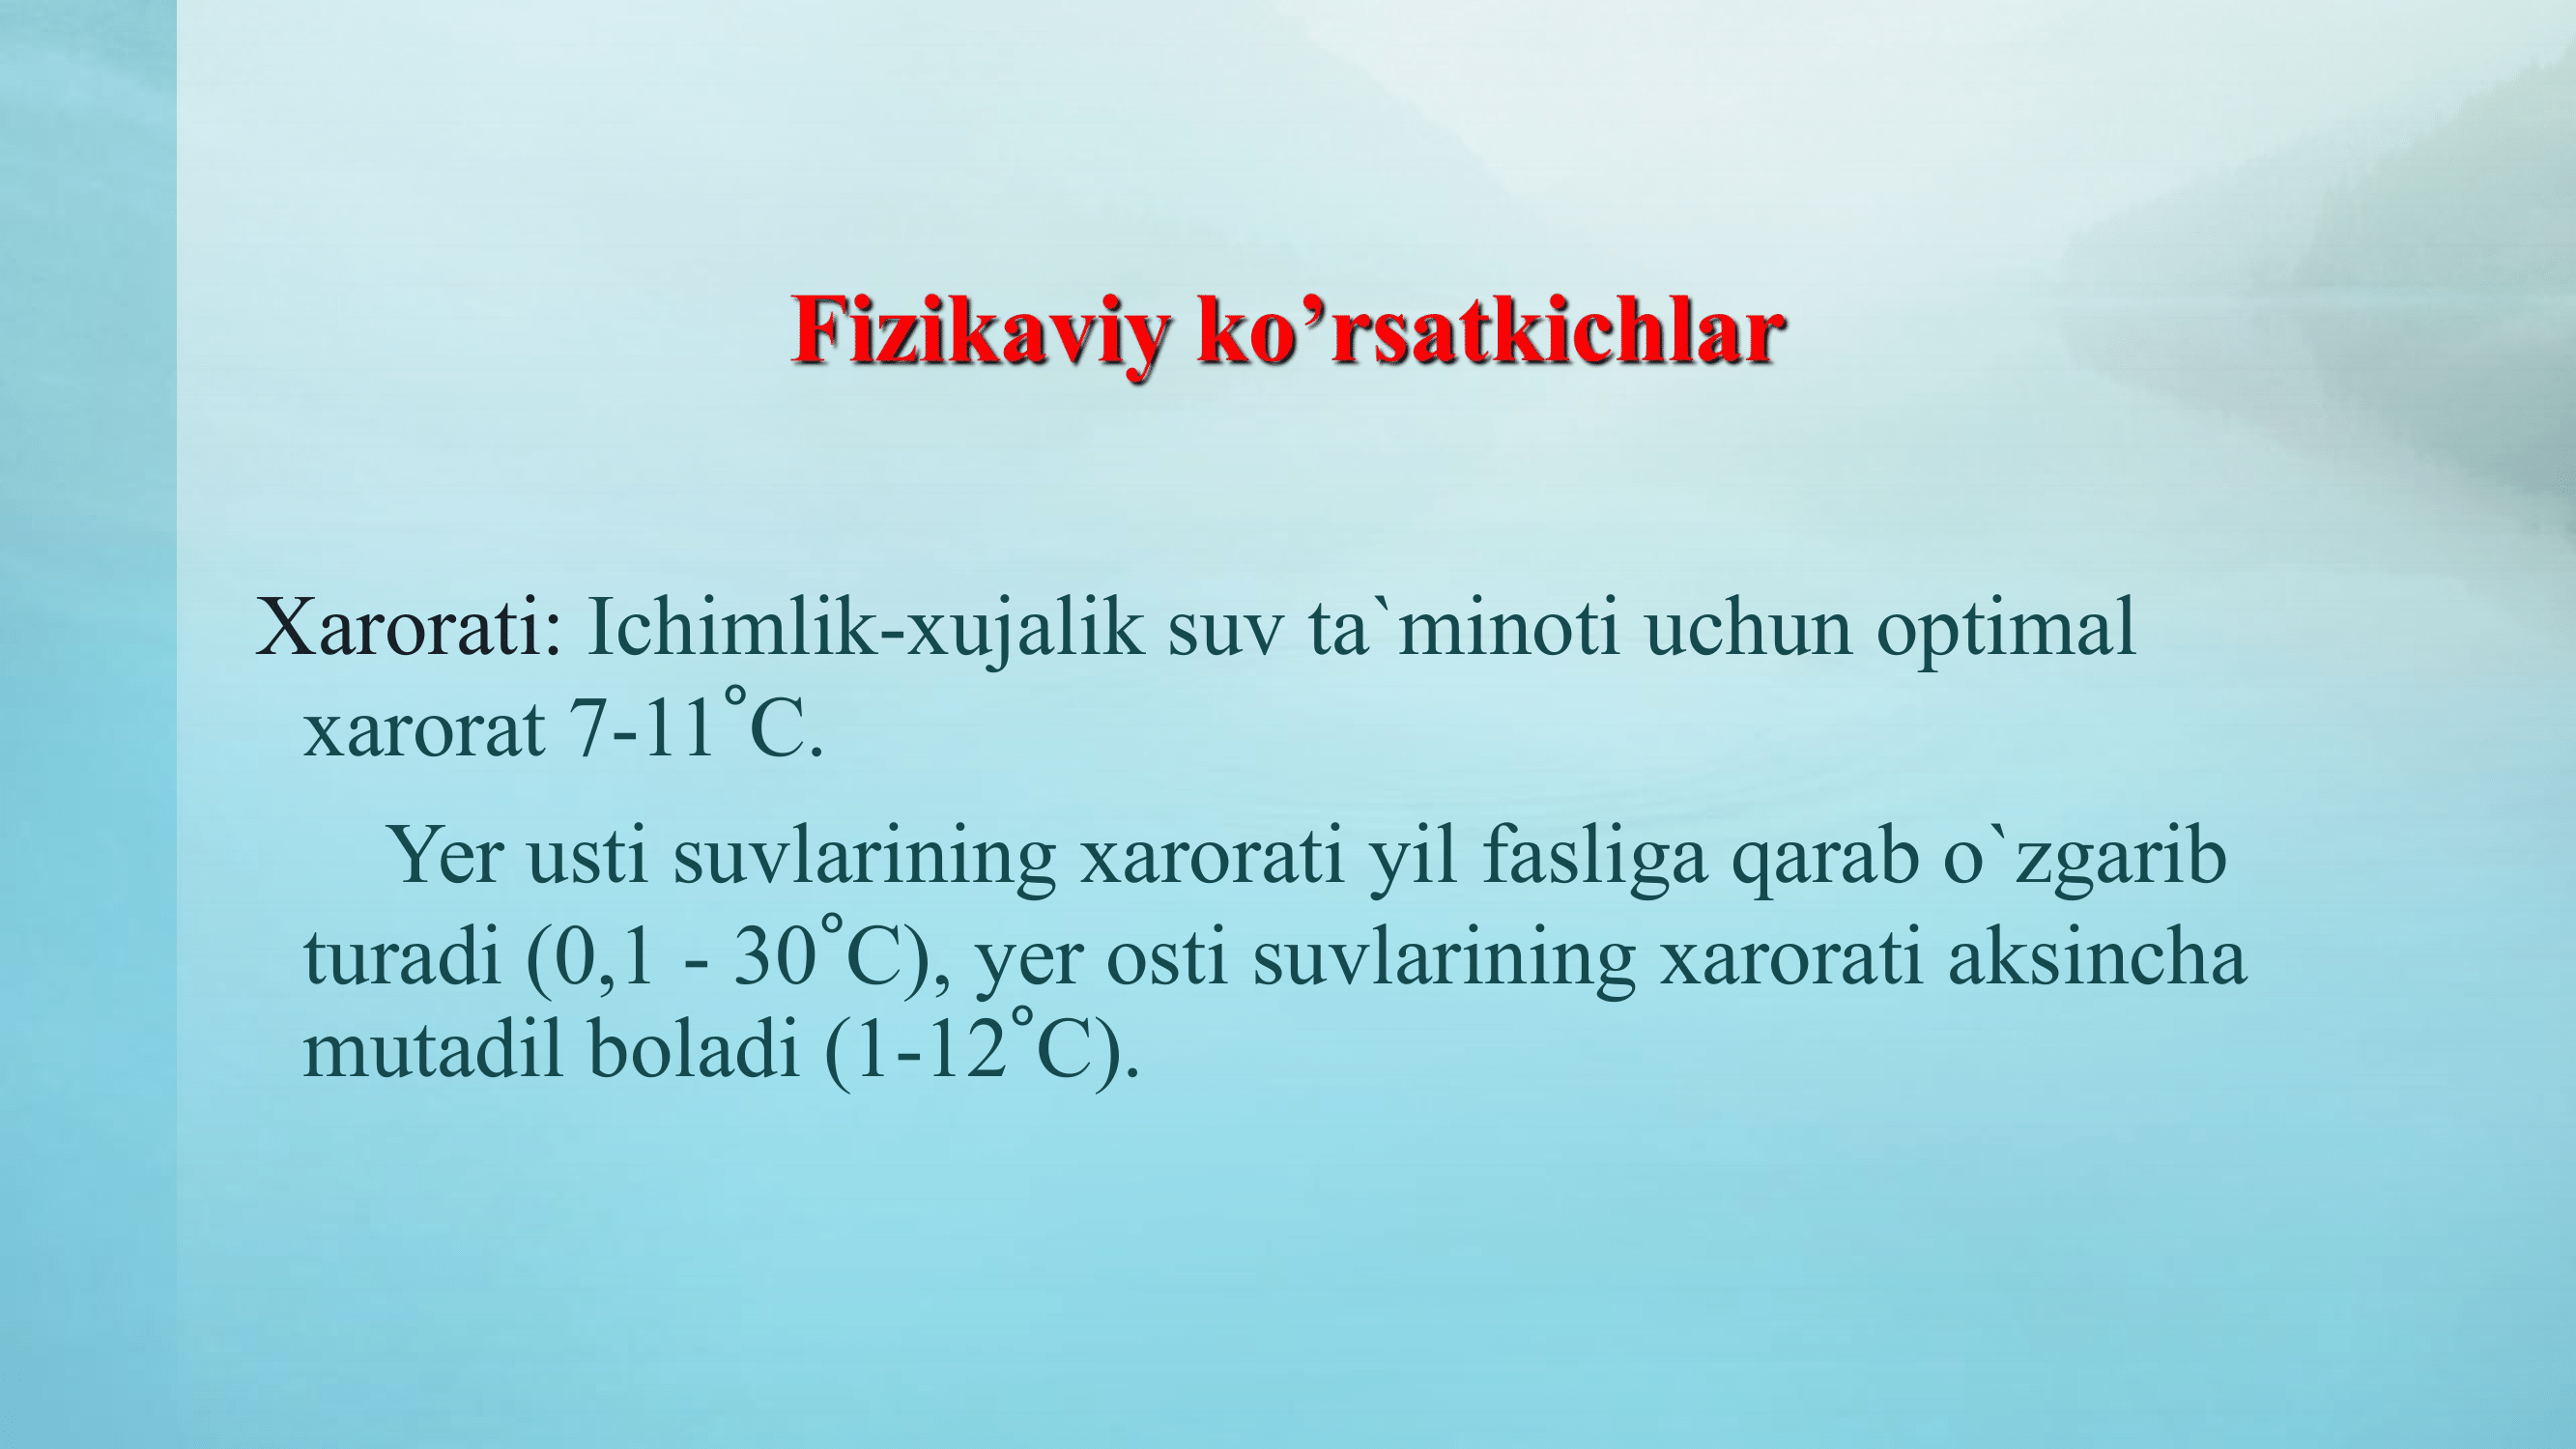 Fizikaviy ko’rsatkichlar
Xarorati: Ichimlik-xujalik suv ta`minoti uchun optimal
xarorat 7-11˚C.
Yer usti suvlarining xarorati yil fasliga qarab o`zgarib
turadi (0,1 - 30˚C), yer osti suvlarining xarorati aksincha
mutadil boladi (1-12˚C).